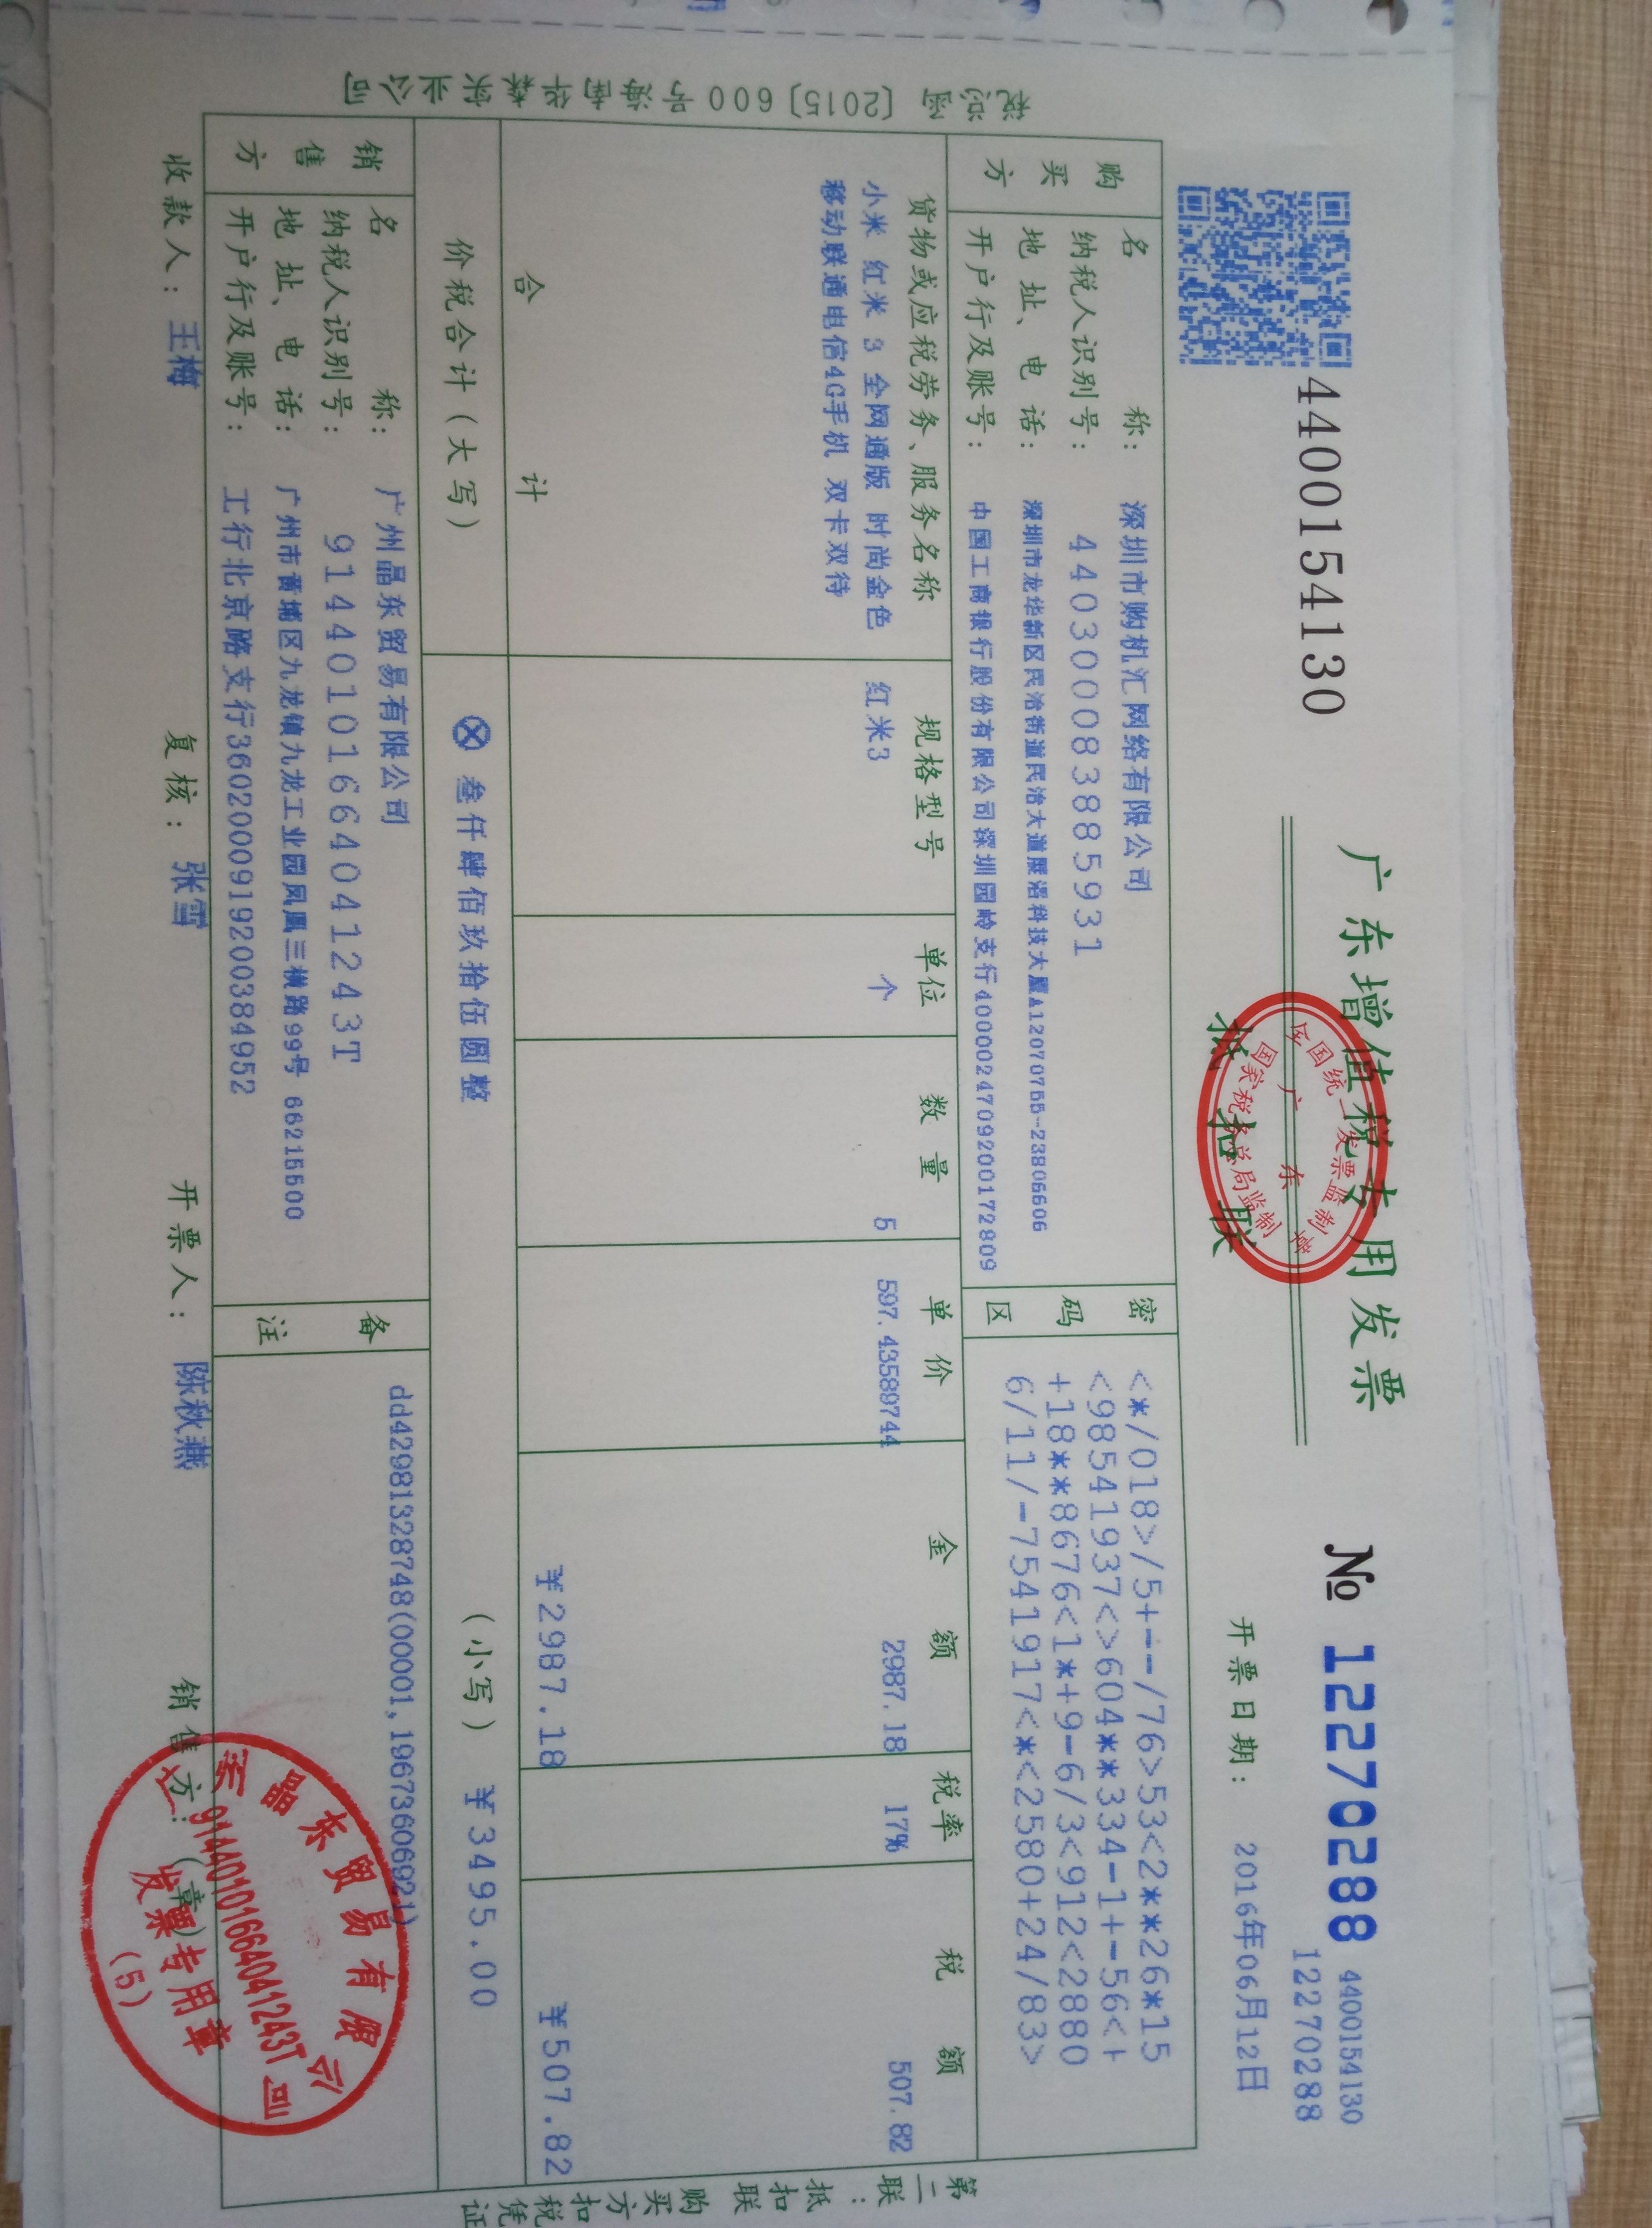 4400154130
广东增值税专用发票
№ 12270288
4400154130
12270288
抵扣联
全国统一发票监制章
广东
国家税务总局监制
开票日期: 2016年06月12日
税总函〔2015〕600号海南华森实业公司
购买方
名称: 深圳市购机汇网络有限公司
纳税人识别号: 440300083885931
地址、电话: 深圳市龙华新区民治街道民治大道展滔科技大厦A12070755-23806606
开户行及账号: 中国工商银行股份有限公司深圳园岭支行4000024709200172809
密码区
<*/018>/5+--/76>53<2**26*15
<98541937<>604**334-1+-56<+
+18**8676<1*+9-6/3<912<2880
6/11/-7541917<*<2580+24/83>
货物或应税劳务、服务名称 规格型号 单位 数量 单价 金额 税率 税额
小米 红米 3 全网通版 时尚金色 红米3 个 5 597.43589744 2987.18 17% 507.82
移动联通电信4G手机 双卡双待
合计 ¥2987.18 ¥507.82
价税合计(大写) ⊗ 叁仟肆佰玖拾伍圆整 (小写) ¥3495.00
销售方
名称: 广州晶东贸易有限公司
纳税人识别号: 91440101664041243T
地址、电话: 广州市黄埔区九龙镇九龙工业园凤凰三横路99号 66215500
开户行及账号: 工行北京路支行3602000919200384952
备注
dd42981328748(00001,19673606921)
收款人: 王梅 复核: 张雪 开票人: 陈秋燕 销售方:(章)
晶东贸易有限公司
91440101664041243T
发票专用章
(5)
第二联:抵扣联 购买方扣税凭证